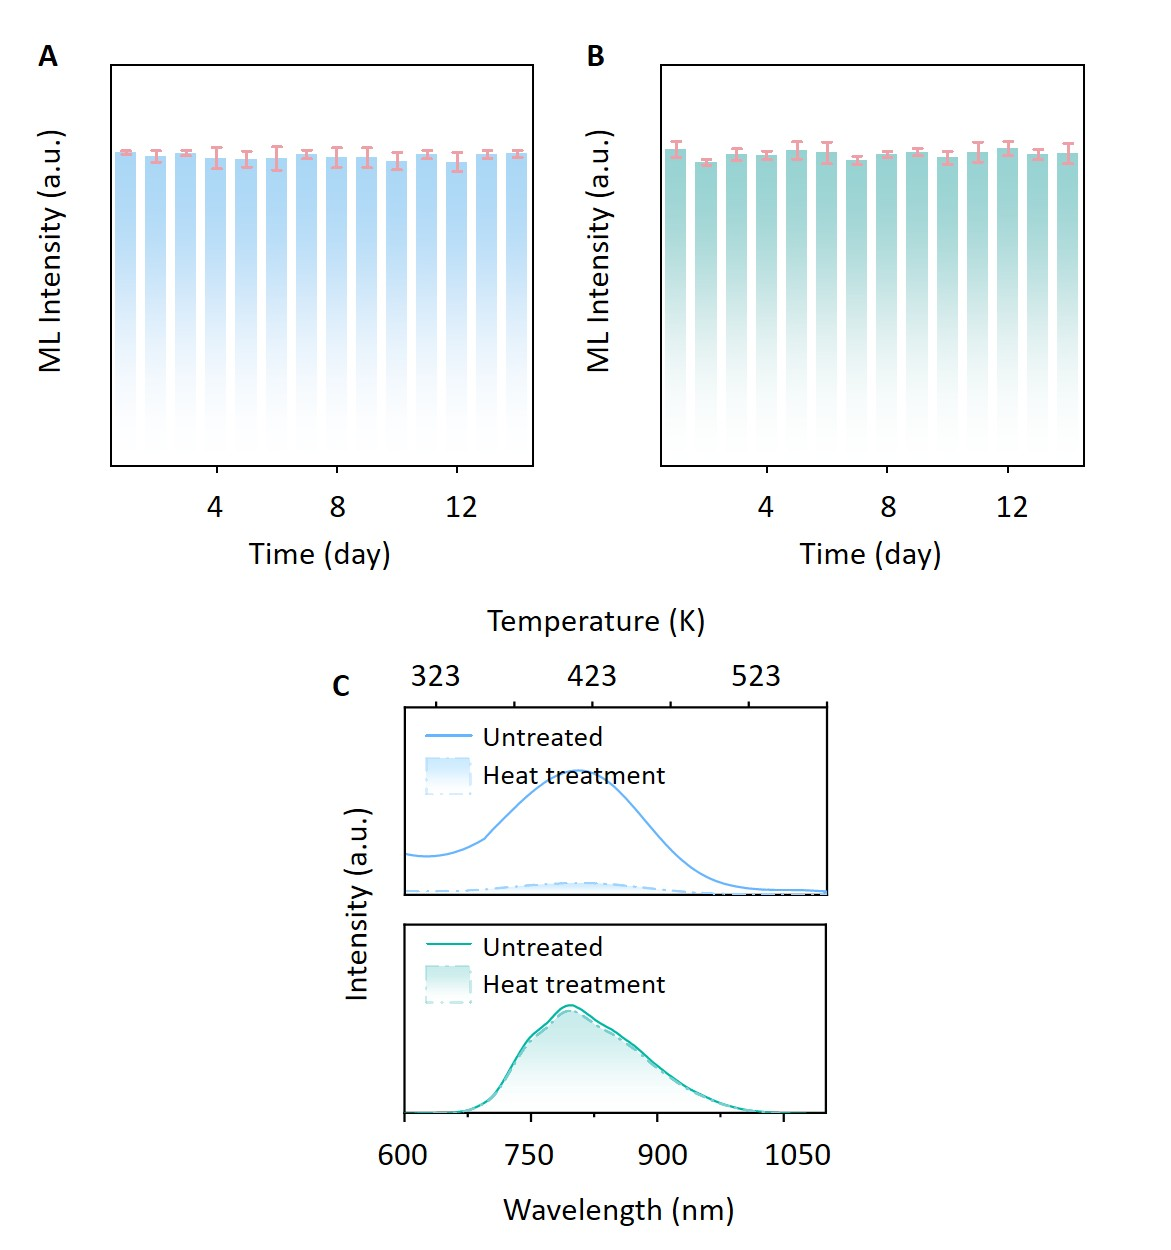 A
ML Intensity (a.u.)
4 8 12
Time (day)
B
ML Intensity (a.u.)
4 8 12
Time (day)
C
Temperature (K)
323 423 523
Untreated
Heat treatment
Intensity (a.u.)
Untreated
Heat treatment
600 750 900 1050
Wavelength (nm)